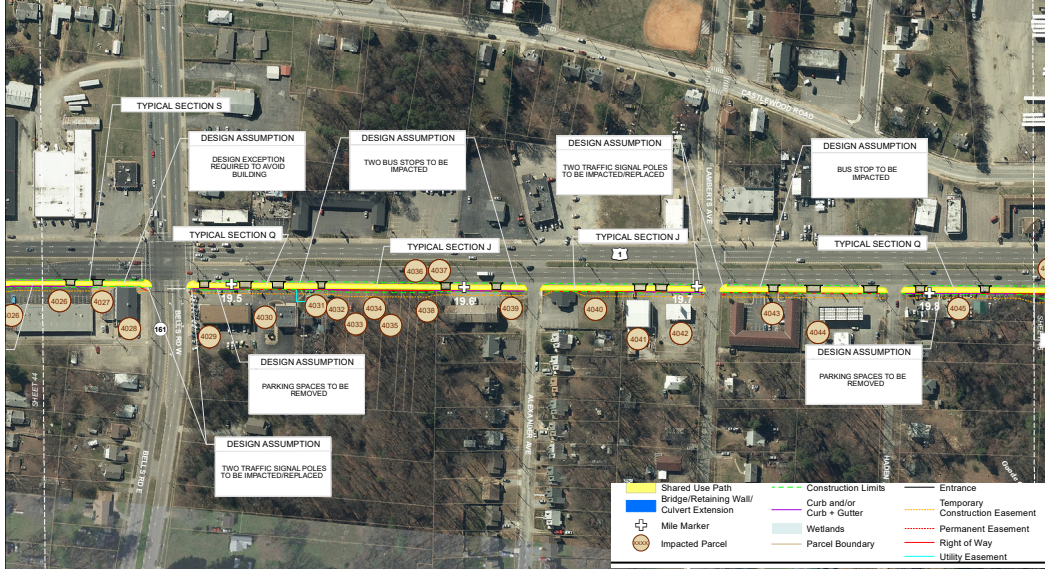 CASTLEWOOD ROAD
TYPICAL SECTION S
DESIGN ASSUMPTION
DESIGN EXCEPTION
REQUIRED TO AVOID
BUILDING
DESIGN ASSUMPTION
TWO BUS STOPS TO BE
IMPACTED
DESIGN ASSUMPTION
TWO TRAFFIC SIGNAL POLES
TO BE IMPACTED/REPLACED
DESIGN ASSUMPTION
BUS STOP TO BE
IMPACTED
LAMBERTS AVE
TYPICAL SECTION Q
TYPICAL SECTION J
TYPICAL SECTION J
TYPICAL SECTION Q
1
4036
4037
19.5
19.6
19.7
19.8
4026
4026
4027
4028
161
4029
4030
4031
4032
4033
4034
4035
4038
4039
4040
4041
4042
4043
4044
4045
BELLS RD W
SHEET 44
DESIGN ASSUMPTION
PARKING SPACES TO BE
REMOVED
DESIGN ASSUMPTION
PARKING SPACES TO BE
REMOVED
ALEXANDER AVE
BELLS RD E
DESIGN ASSUMPTION
TWO TRAFFIC SIGNAL POLES
TO BE IMPACTED/REPLACED
HADEN
Goode
Shared Use Path
Bridge/Retaining Wall/
Culvert Extension
Mile Marker
XXXX
Impacted Parcel
Construction Limits
Curb and/or
Curb + Gutter
Wetlands
Parcel Boundary
Entrance
Temporary
Construction Easement
Permanent Easement
Right of Way
Utility Easement